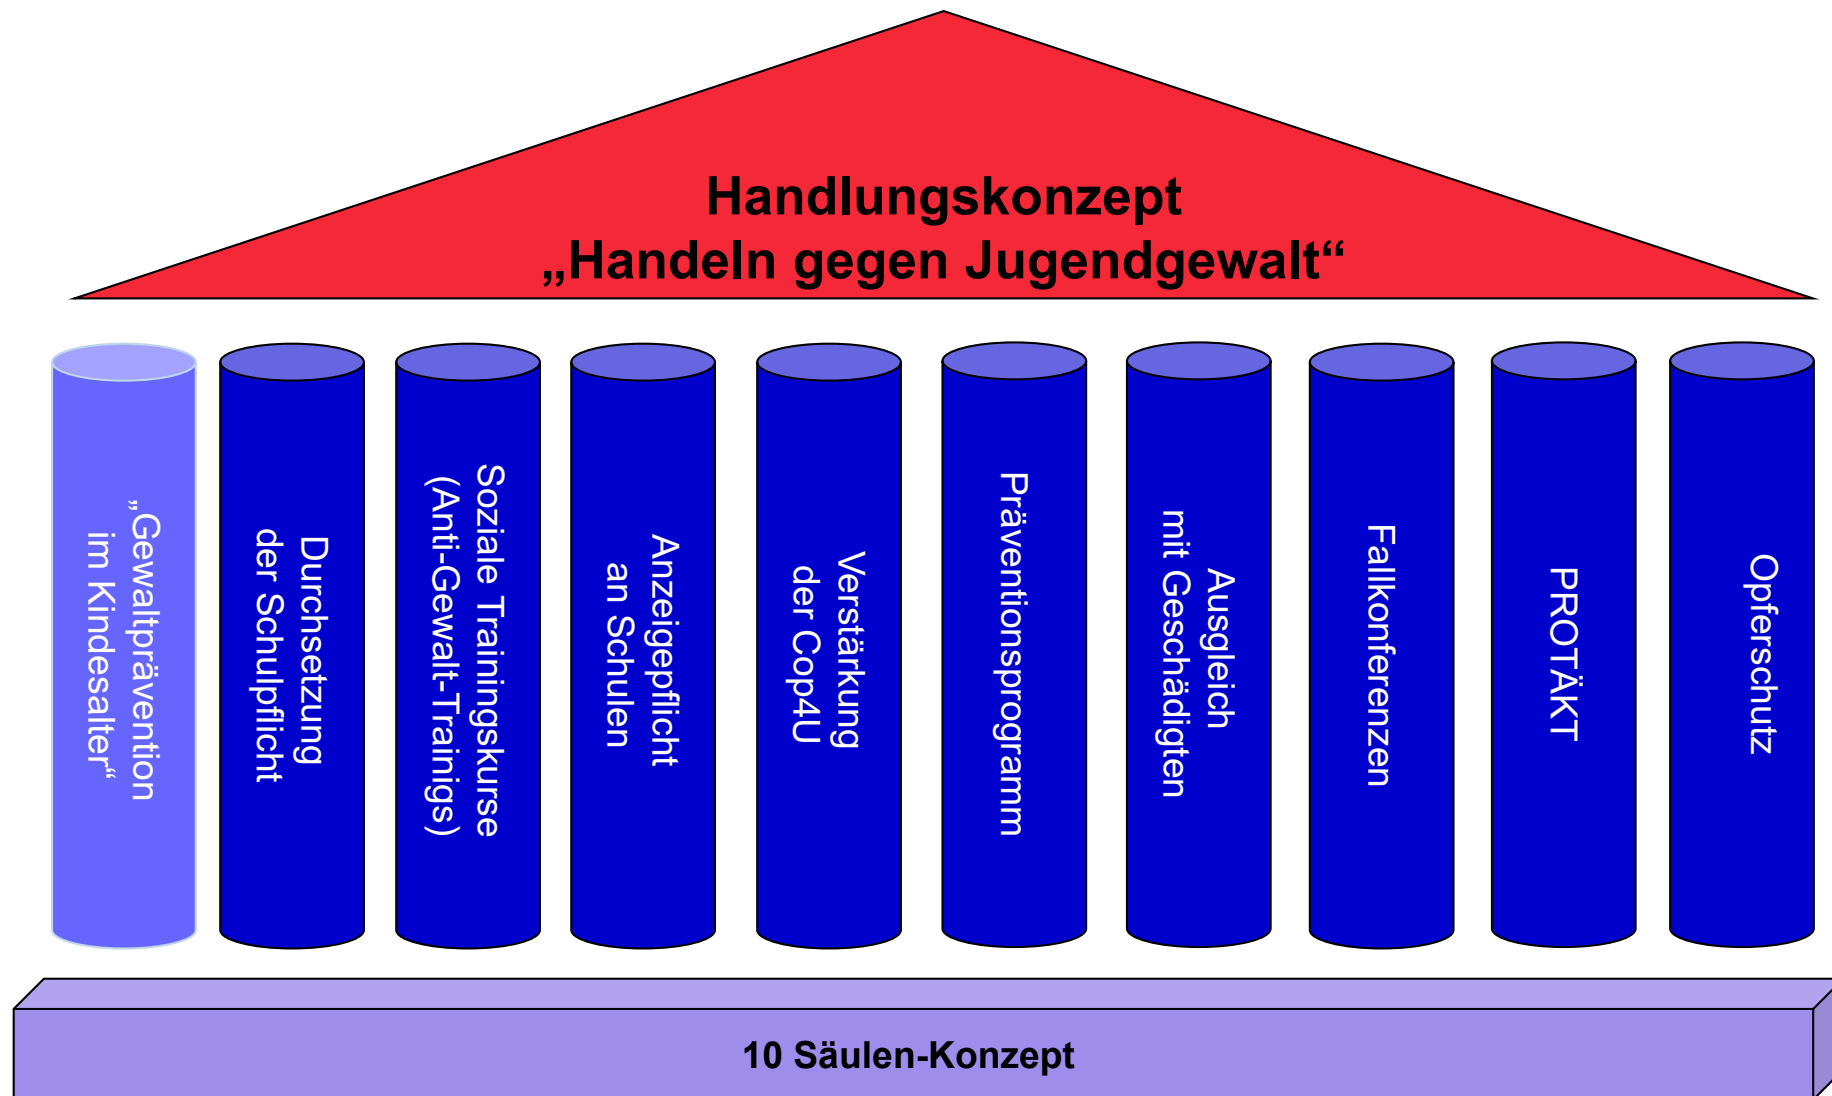 Handlungskonzept
„Handeln gegen Jugendgewalt“
„Gewaltprävention
im Kindesalter“
Durchsetzung
der Schulpflicht
Soziale Trainingskurse
(Anti-Gewalt-Trainigs)
Anzeigepflicht
an Schulen
Verstärkung
der Cop4U
Präventionsprogramm
Ausgleich
mit Geschädigten
Fallkonferenzen
PROTÄKT
Opferschutz
10 Säulen-Konzept